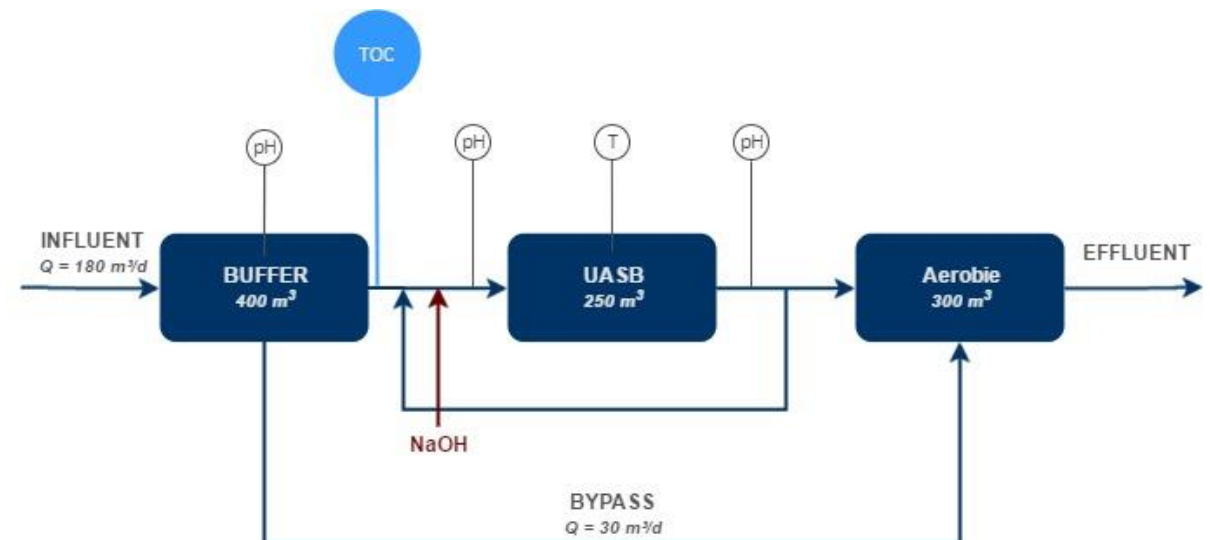 TOC
pH
pH
T
pH
INFLUENT
Q = 180 m³/d
BUFFER
400 m³
UASB
250 m³
Aerobie
300 m³
EFFLUENT
NaOH
BYPASS
Q = 30 m³/d